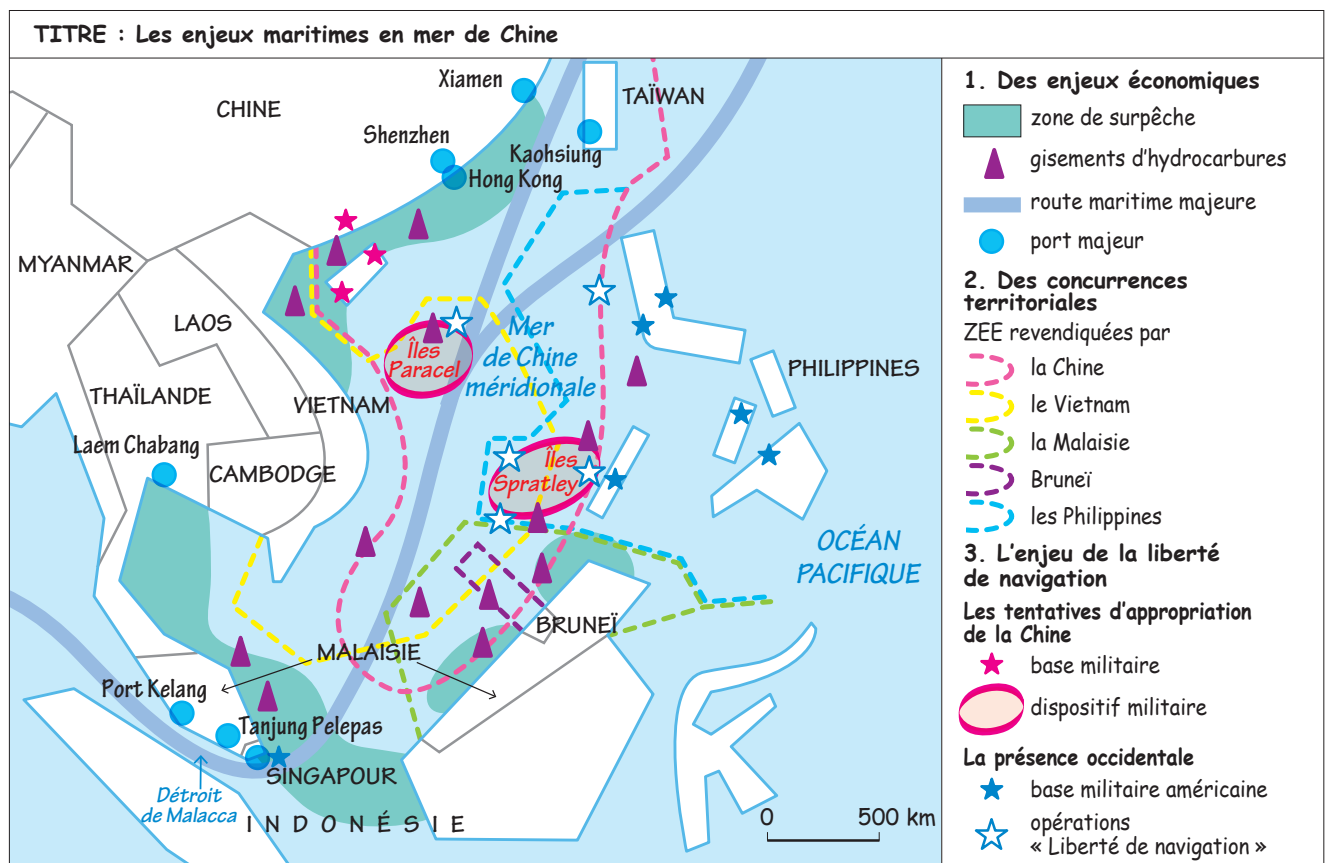 TITRE : Les enjeux maritimes en mer de Chine
Xiamen
CHINE
TAÏWAN
Shenzhen
Kaohsiung
Hong Kong
MYANMAR
LAOS
Îles
Paracel
Mer
de Chine
méridionale
THAÏLANDE
VIETNAM
PHILIPPINES
Laem Chabang
CAMBODGE
Îles
Spratley
OCÉAN
PACIFIQUE
BRUNEÏ
MALAISIE
Port Kelang
Tanjung Pelepas
SINGAPOUR
Détroit
de Malacca
INDONÉSIE
0 500 km
1. Des enjeux économiques
zone de surpêche
gisements d'hydrocarbures
route maritime majeure
port majeur
2. Des concurrences
territoriales
ZEE revendiquées par
la Chine
le Vietnam
la Malaisie
Bruneï
les Philippines
3. L'enjeu de la liberté
de navigation
Les tentatives d'appropriation
de la Chine
base militaire
dispositif militaire
La présence occidentale
base militaire américaine
opérations
« Liberté de navigation »